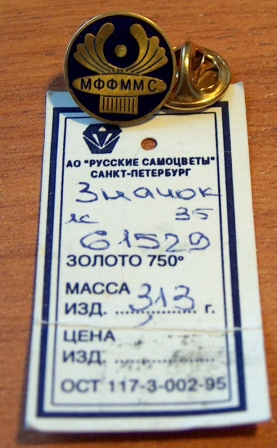 МФФММС
АО "РУССКИЕ САМОЦВЕТЫ"
САНКТ-ПЕТЕРБУРГ
Значок
35
61529
ЗОЛОТО 750°
МАССА
ИЗД. 3,13 г.
ЦЕНА
ИЗД.
ОСТ 117-3-002-95